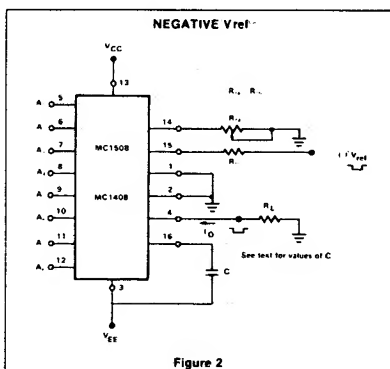 NEGATIVE Vref
VCC
13
A 5
A 6
A 7
A 8
A 9
A 10
A 11
A 12
MC1508
MC1408
14
15
1
2
4
16
3
R
R
(-) Vref
RL
IO
See text for values of C
C
VEE
Figure 2